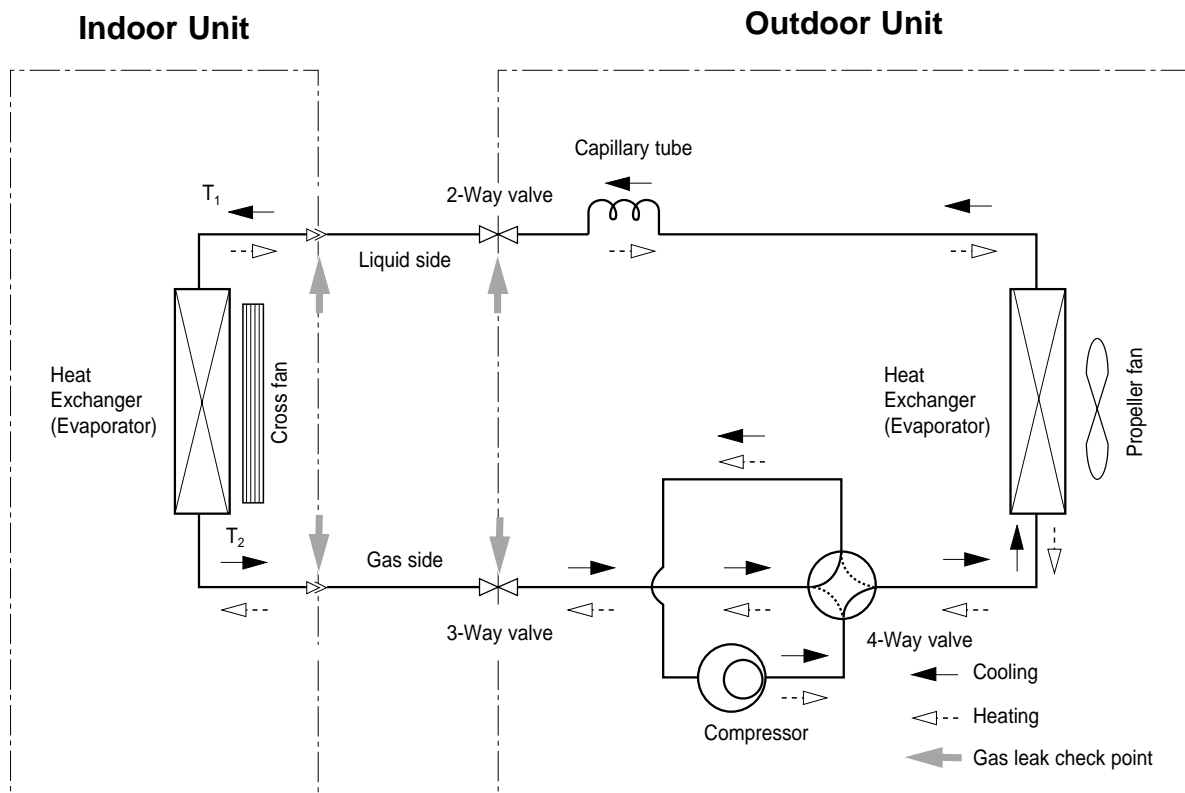 Indoor Unit
Outdoor Unit
Capillary tube
T1
2-Way valve
Liquid side
Heat
Exchanger
(Evaporator)
Cross fan
Heat
Exchanger
(Evaporator)
Propeller fan
T2
Gas side
3-Way valve
4-Way valve
Compressor
Cooling
Heating
Gas leak check point